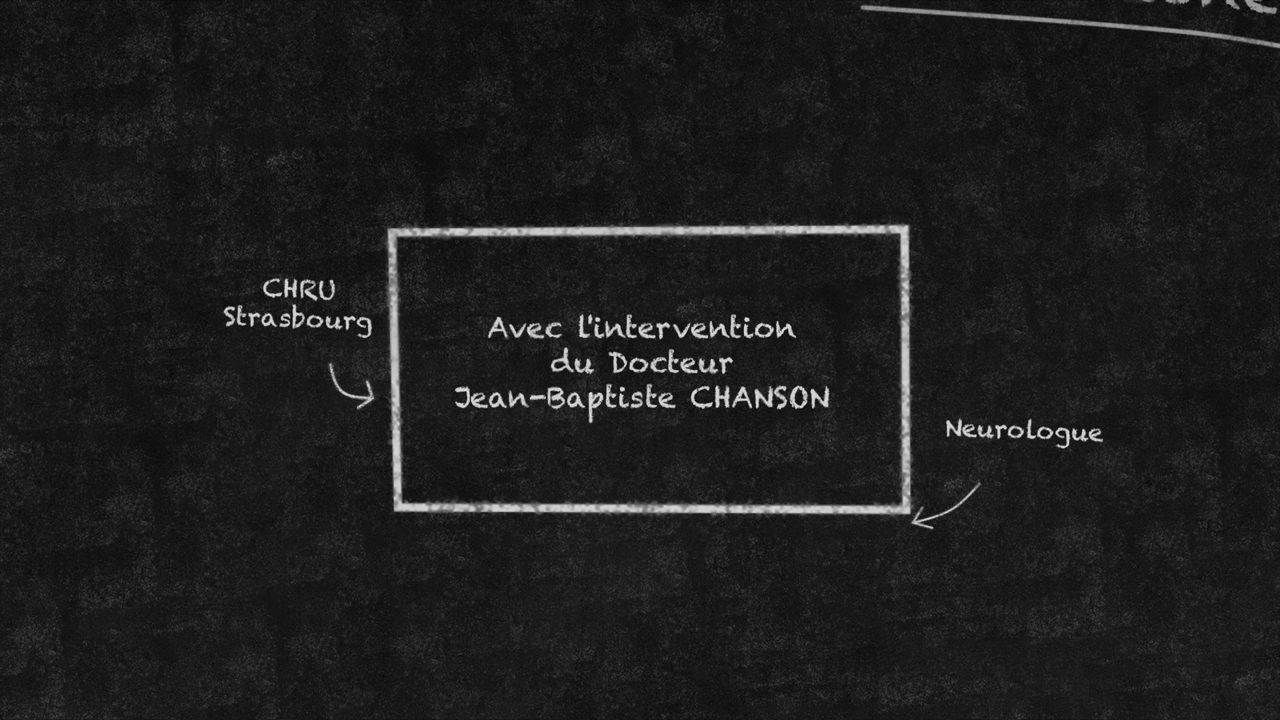 CHRU
Strasbourg
Avec l'intervention
du Docteur
Jean-Baptiste CHANSON
Neurologue